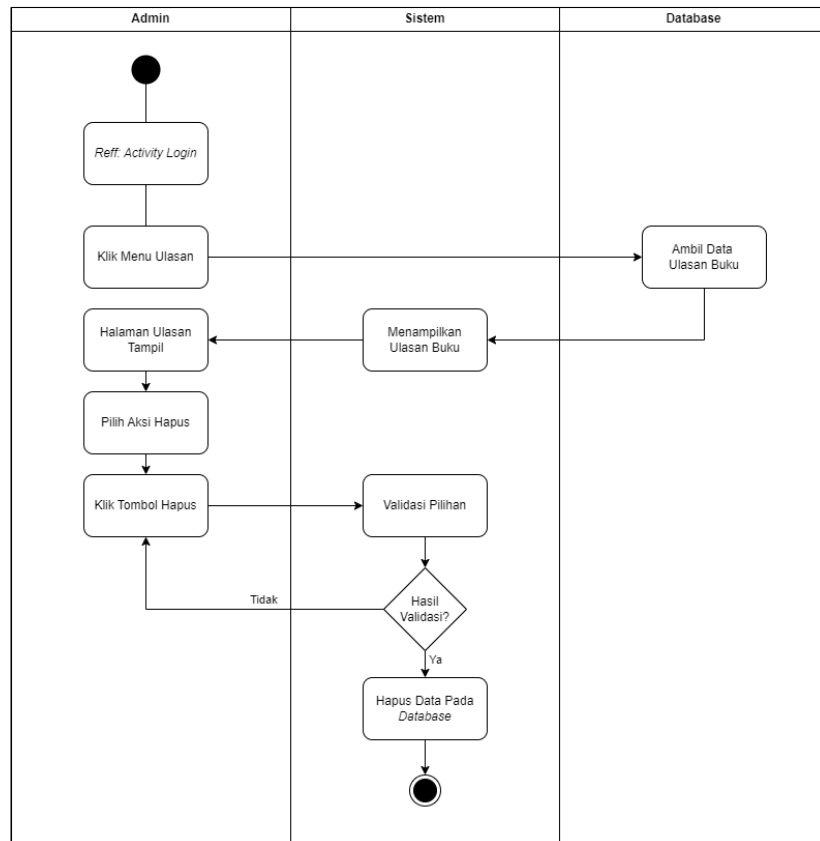 Admin
Sistem
Database
Reff: Activity Login
Klik Menu Ulasan
Ambil Data
Ulasan Buku
Halaman Ulasan
Tampil
Menampilkan
Ulasan Buku
Pilih Aksi Hapus
Klik Tombol Hapus
Validasi Pilihan
Tidak
Hasil
Validasi?
Ya
Hapus Data Pada
Database